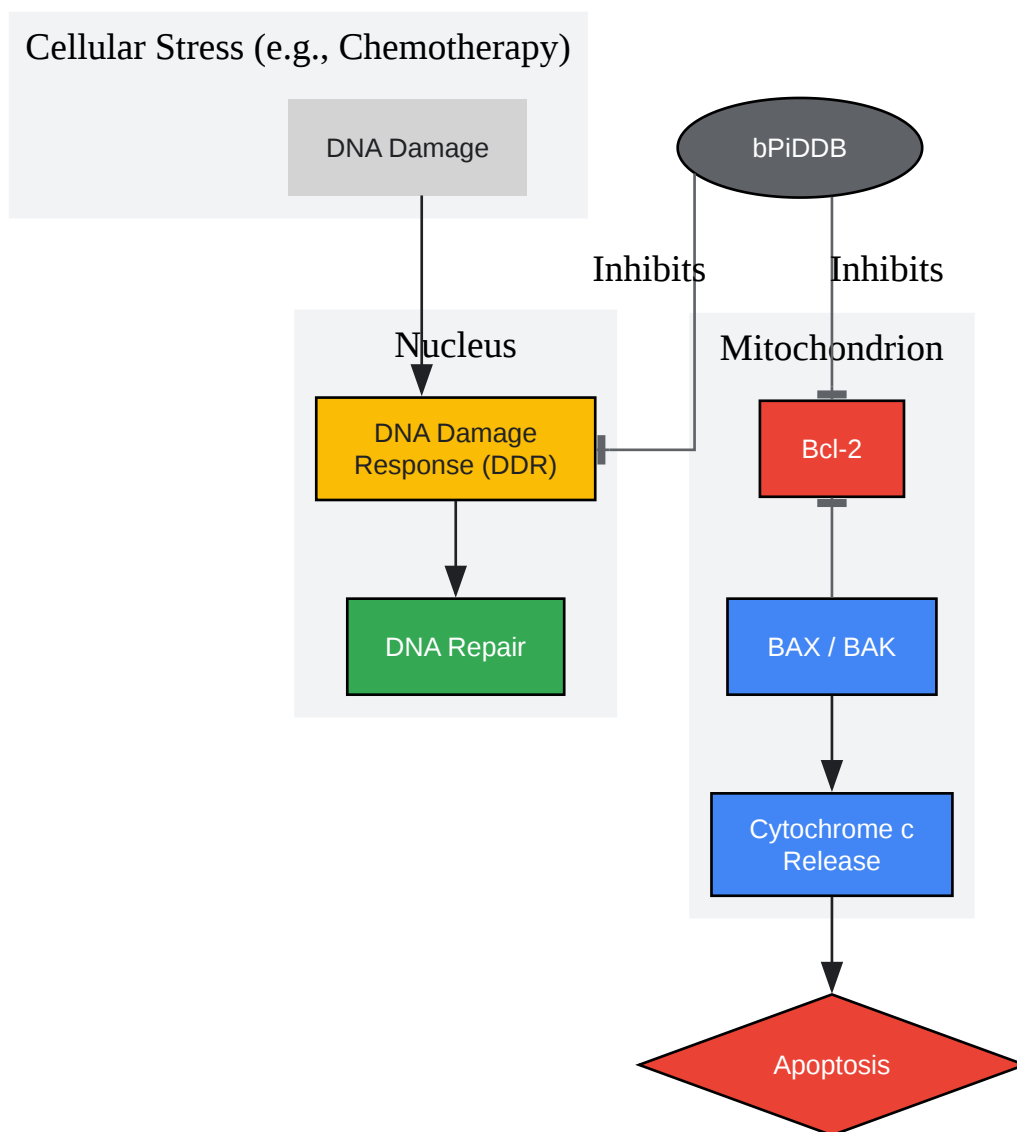 Cellular Stress (e.g., Chemotherapy)
DNA Damage
bPiDDB
Inhibits
Inhibits
Nucleus
Mitochondrion
DNA Damage
Response (DDR)
Bcl-2
DNA Repair
BAX / BAK
Cytochrome c
Release
Apoptosis